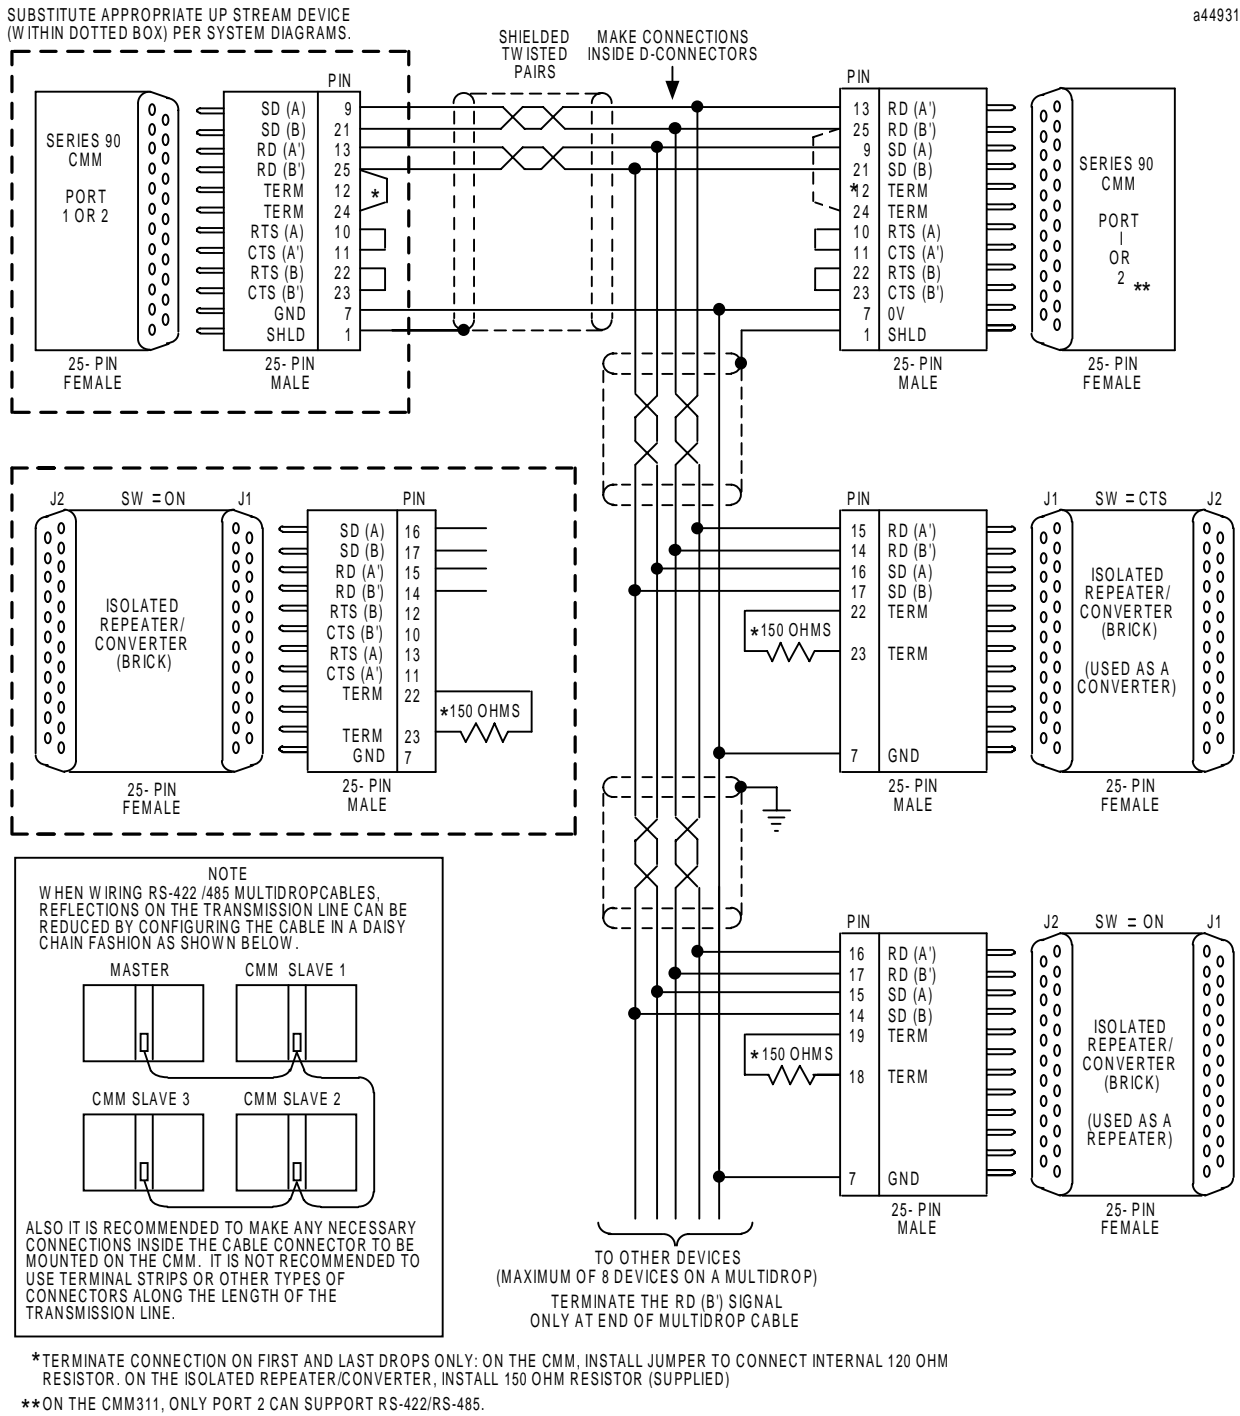 SUBSTITUTE APPROPRIATE UP STREAM DEVICE
(WITHIN DOTTED BOX) PER SYSTEM DIAGRAMS.
a44931
SHIELDED
TWISTED
PAIRS
MAKE CONNECTIONS
INSIDE D-CONNECTORS
SERIES 90
CMM
PORT
1 OR 2
PIN
SD (A) 9
SD (B) 21
RD (A') 13
RD (B') 25
TERM 12
*
TERM 24
RTS (A) 10
CTS (A') 11
RTS (B) 22
CTS (B') 23
GND 7
SHLD 1
25- PIN
FEMALE
25- PIN
MALE
PIN
13 RD (A')
25 RD (B')
9 SD (A)
21 SD (B)
*12 TERM
24 TERM
10 RTS (A)
11 CTS (A')
22 RTS (B)
23 CTS (B')
7 0V
1 SHLD
SERIES 90
CMM
PORT
I
OR
2 **
25- PIN
MALE
25- PIN
FEMALE
J2 SW = ON J1
PIN
ISOLATED
REPEATER/
CONVERTER
(BRICK)
SD (A) 16
SD (B) 17
RD (A') 15
RD (B') 14
RTS (B) 12
CTS (B') 10
RTS (A) 13
CTS (A') 11
TERM 22
*150 OHMS
TERM 23
GND 7
25- PIN
FEMALE
25- PIN
MALE
PIN
15 RD (A')
14 RD (B')
16 SD (A)
17 SD (B)
22 TERM
*150 OHMS
23 TERM
7 GND
J1 SW = CTS J2
ISOLATED
REPEATER/
CONVERTER
(BRICK)
(USED AS A
CONVERTER)
25- PIN
MALE
25- PIN
FEMALE
NOTE
WHEN WIRING RS-422 /485 MULTIDROPCABLES,
REFLECTIONS ON THE TRANSMISSION LINE CAN BE
REDUCED BY CONFIGURING THE CABLE IN A DAISY
CHAIN FASHION AS SHOWN BELOW.
MASTER CMM SLAVE 1
CMM SLAVE 3 CMM SLAVE 2
ALSO IT IS RECOMMENDED TO MAKE ANY NECESSARY
CONNECTIONS INSIDE THE CABLE CONNECTOR TO BE
MOUNTED ON THE CMM. IT IS NOT RECOMMENDED TO
USE TERMINAL STRIPS OR OTHER TYPES OF
CONNECTORS ALONG THE LENGTH OF THE
TRANSMISSION LINE.
PIN
16 RD (A')
17 RD (B')
15 SD (A)
14 SD (B)
19 TERM
*150 OHMS
18 TERM
7 GND
J2 SW = ON J1
ISOLATED
REPEATER/
CONVERTER
(BRICK)
(USED AS A
REPEATER)
25- PIN
MALE
25- PIN
FEMALE
TO OTHER DEVICES
(MAXIMUM OF 8 DEVICES ON A MULTIDROP)
TERMINATE THE RD (B') SIGNAL
ONLY AT END OF MULTIDROP CABLE
*TERMINATE CONNECTION ON FIRST AND LAST DROPS ONLY: ON THE CMM, INSTALL JUMPER TO CONNECT INTERNAL 120 OHM
RESISTOR. ON THE ISOLATED REPEATER/CONVERTER, INSTALL 150 OHM RESISTOR (SUPPLIED)
**ON THE CMM311, ONLY PORT 2 CAN SUPPORT RS-422/RS-485.